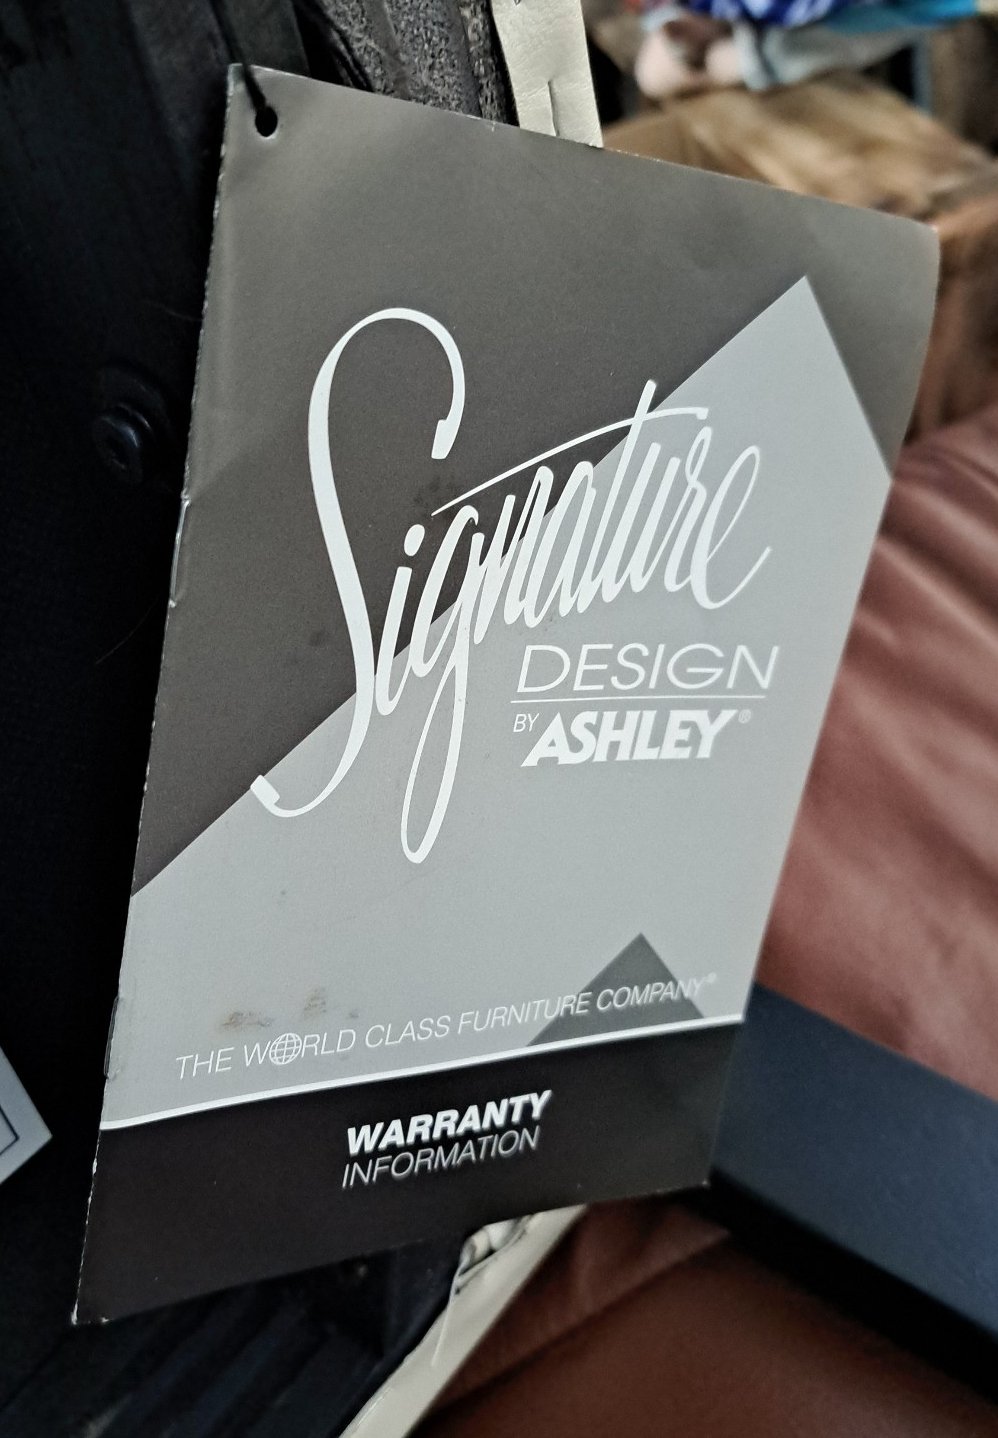 Signature
DESIGN
BY ASHLEY®
THE WORLD CLASS FURNITURE COMPANY®
WARRANTY
INFORMATION